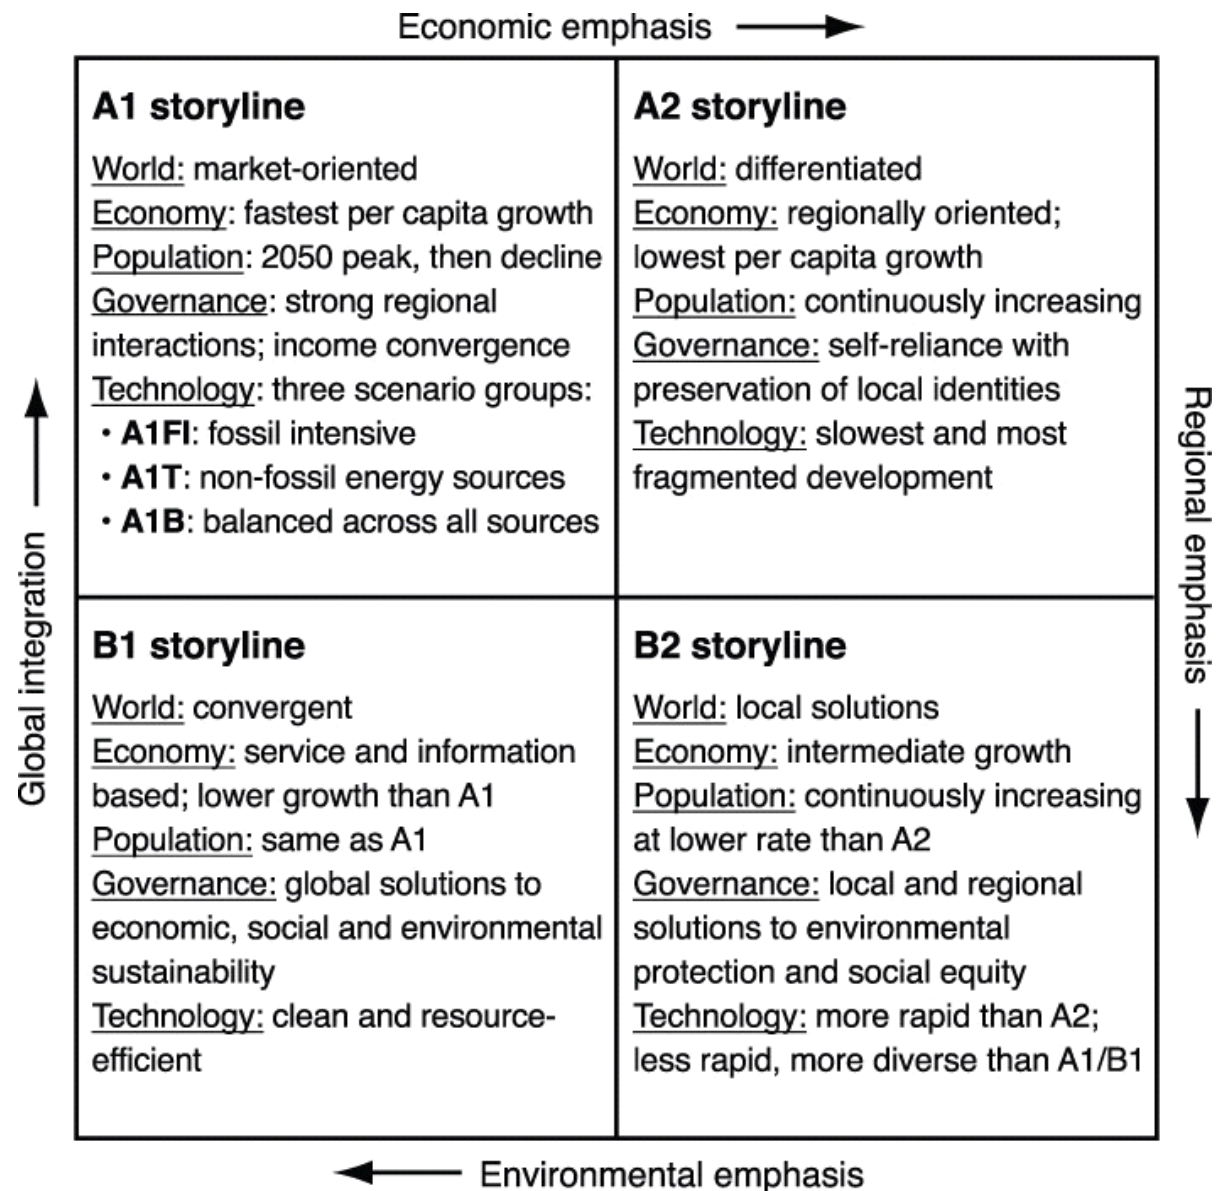 Economic emphasis
A1 storyline
World: market-oriented
Economy: fastest per capita growth
Population: 2050 peak, then decline
Governance: strong regional
interactions; income convergence
Technology: three scenario groups:
• A1FI: fossil intensive
• A1T: non-fossil energy sources
• A1B: balanced across all sources
A2 storyline
World: differentiated
Economy: regionally oriented;
lowest per capita growth
Population: continuously increasing
Governance: self-reliance with
preservation of local identities
Technology: slowest and most
fragmented development
Global integration
Regional emphasis
B1 storyline
World: convergent
Economy: service and information
based; lower growth than A1
Population: same as A1
Governance: global solutions to
economic, social and environmental
sustainability
Technology: clean and resource-
efficient
B2 storyline
World: local solutions
Economy: intermediate growth
Population: continuously increasing
at lower rate than A2
Governance: local and regional
solutions to environmental
protection and social equity
Technology: more rapid than A2;
less rapid, more diverse than A1/B1
Environmental emphasis